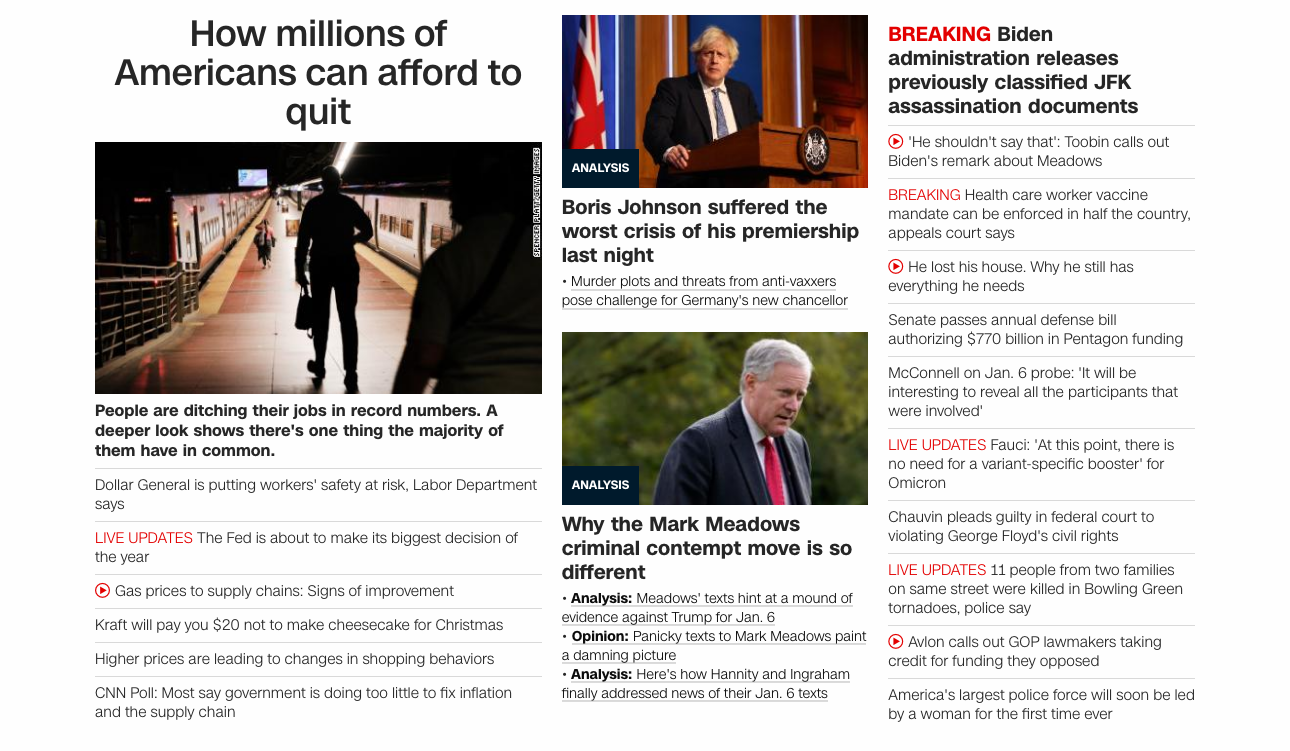 How millions of
Americans can afford to
quit
SPENCER PLATT/GETTY IMAGES
People are ditching their jobs in record numbers. A
deeper look shows there's one thing the majority of
them have in common.
Dollar General is putting workers' safety at risk, Labor Department
says
LIVE UPDATES The Fed is about to make its biggest decision of
the year
Gas prices to supply chains: Signs of improvement
Kraft will pay you $20 not to make cheesecake for Christmas
Higher prices are leading to changes in shopping behaviors
CNN Poll: Most say government is doing too little to fix inflation
and the supply chain
ANALYSIS
Boris Johnson suffered the
worst crisis of his premiership
last night
• Murder plots and threats from anti-vaxxers
pose challenge for Germany's new chancellor
ANALYSIS
Why the Mark Meadows
criminal contempt move is so
different
• Analysis: Meadows' texts hint at a mound of
evidence against Trump for Jan. 6
• Opinion: Panicky texts to Mark Meadows paint
a damning picture
• Analysis: Here's how Hannity and Ingraham
finally addressed news of their Jan. 6 texts
BREAKING Biden
administration releases
previously classified JFK
assassination documents
'He shouldn't say that': Toobin calls out
Biden's remark about Meadows
BREAKING Health care worker vaccine
mandate can be enforced in half the country,
appeals court says
He lost his house. Why he still has
everything he needs
Senate passes annual defense bill
authorizing $770 billion in Pentagon funding
McConnell on Jan. 6 probe: 'It will be
interesting to reveal all the participants that
were involved'
LIVE UPDATES Fauci: 'At this point, there is
no need for a variant-specific booster' for
Omicron
Chauvin pleads guilty in federal court to
violating George Floyd's civil rights
LIVE UPDATES 11 people from two families
on same street were killed in Bowling Green
tornadoes, police say
Avlon calls out GOP lawmakers taking
credit for funding they opposed
America's largest police force will soon be led
by a woman for the first time ever